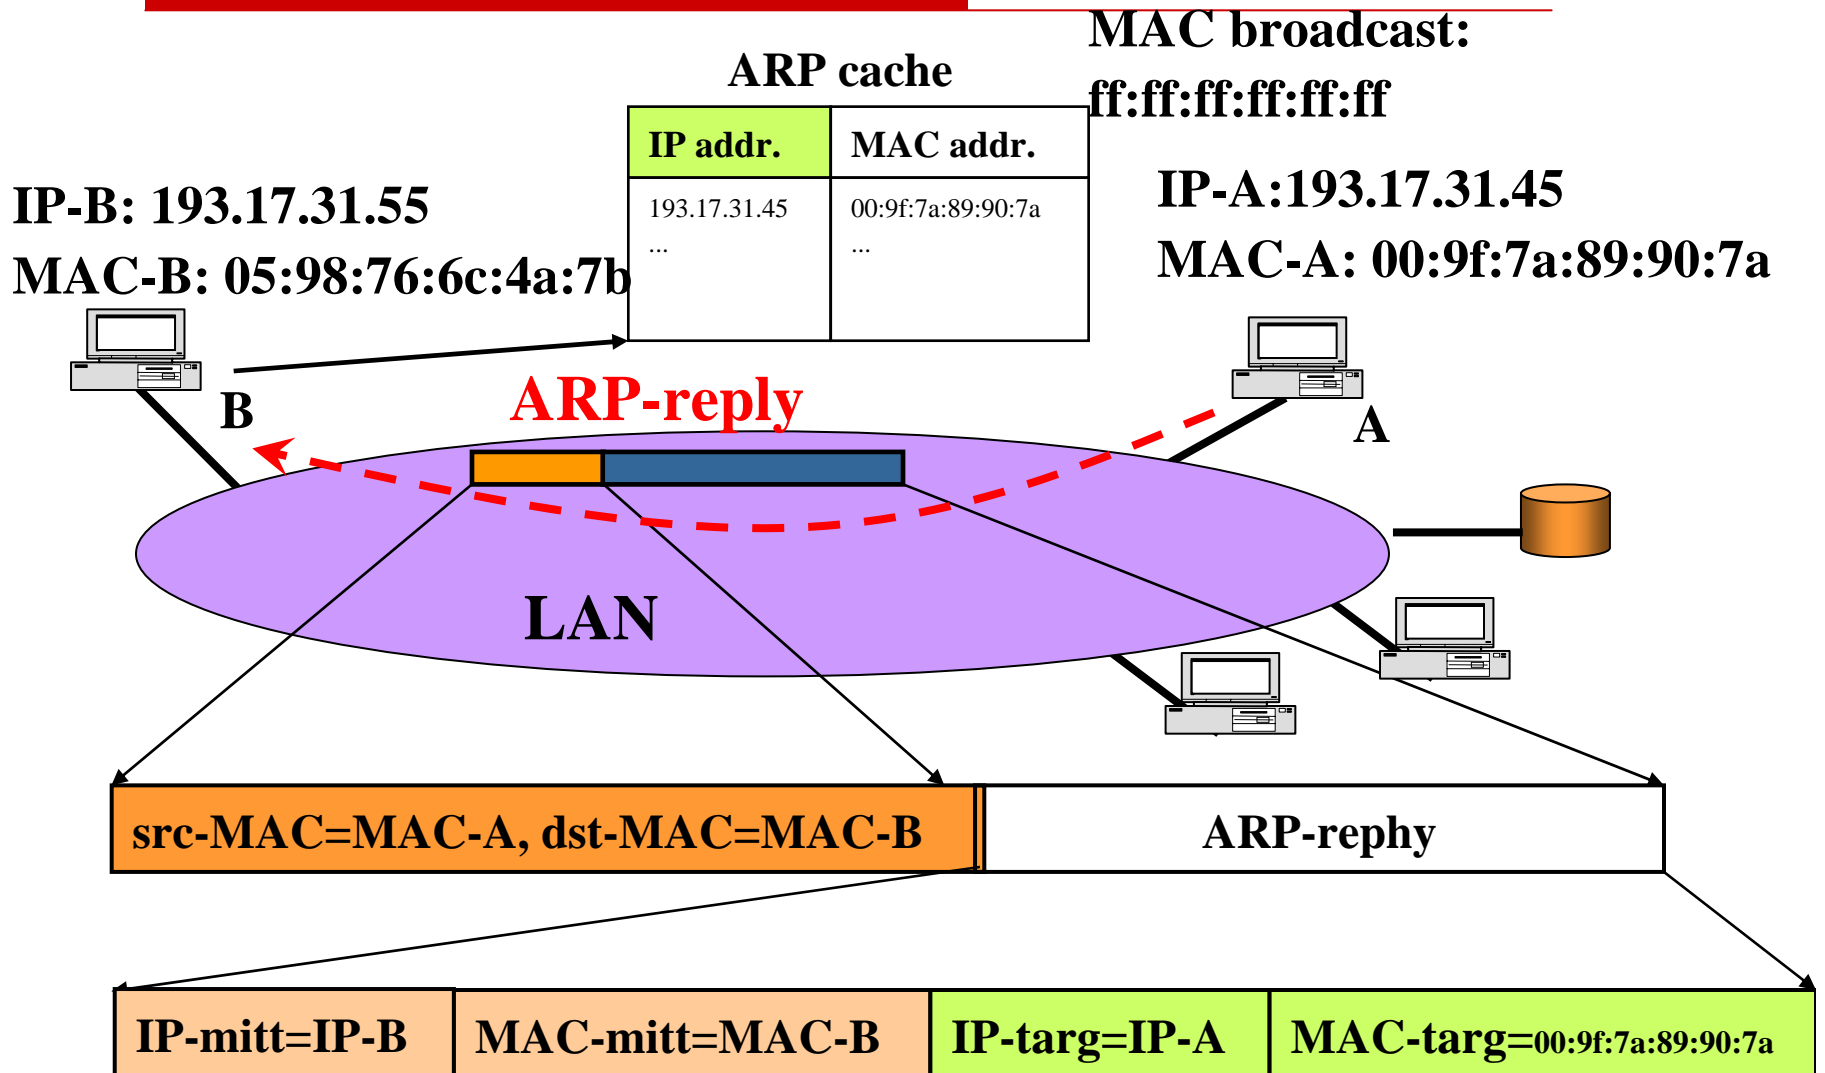 MAC broadcast:
ff:ff:ff:ff:ff:ff
ARP cache
IP addr. MAC addr.
193.17.31.45 00:9f:7a:89:90:7a
... ...
IP-B: 193.17.31.55
MAC-B: 05:98:76:6c:4a:7b
IP-A:193.17.31.45
MAC-A: 00:9f:7a:89:90:7a
B
ARP-reply
A
LAN
src-MAC=MAC-A, dst-MAC=MAC-B ARP-rephy
IP-mitt=IP-B MAC-mitt=MAC-B IP-targ=IP-A MAC-targ=00:9f:7a:89:90:7a